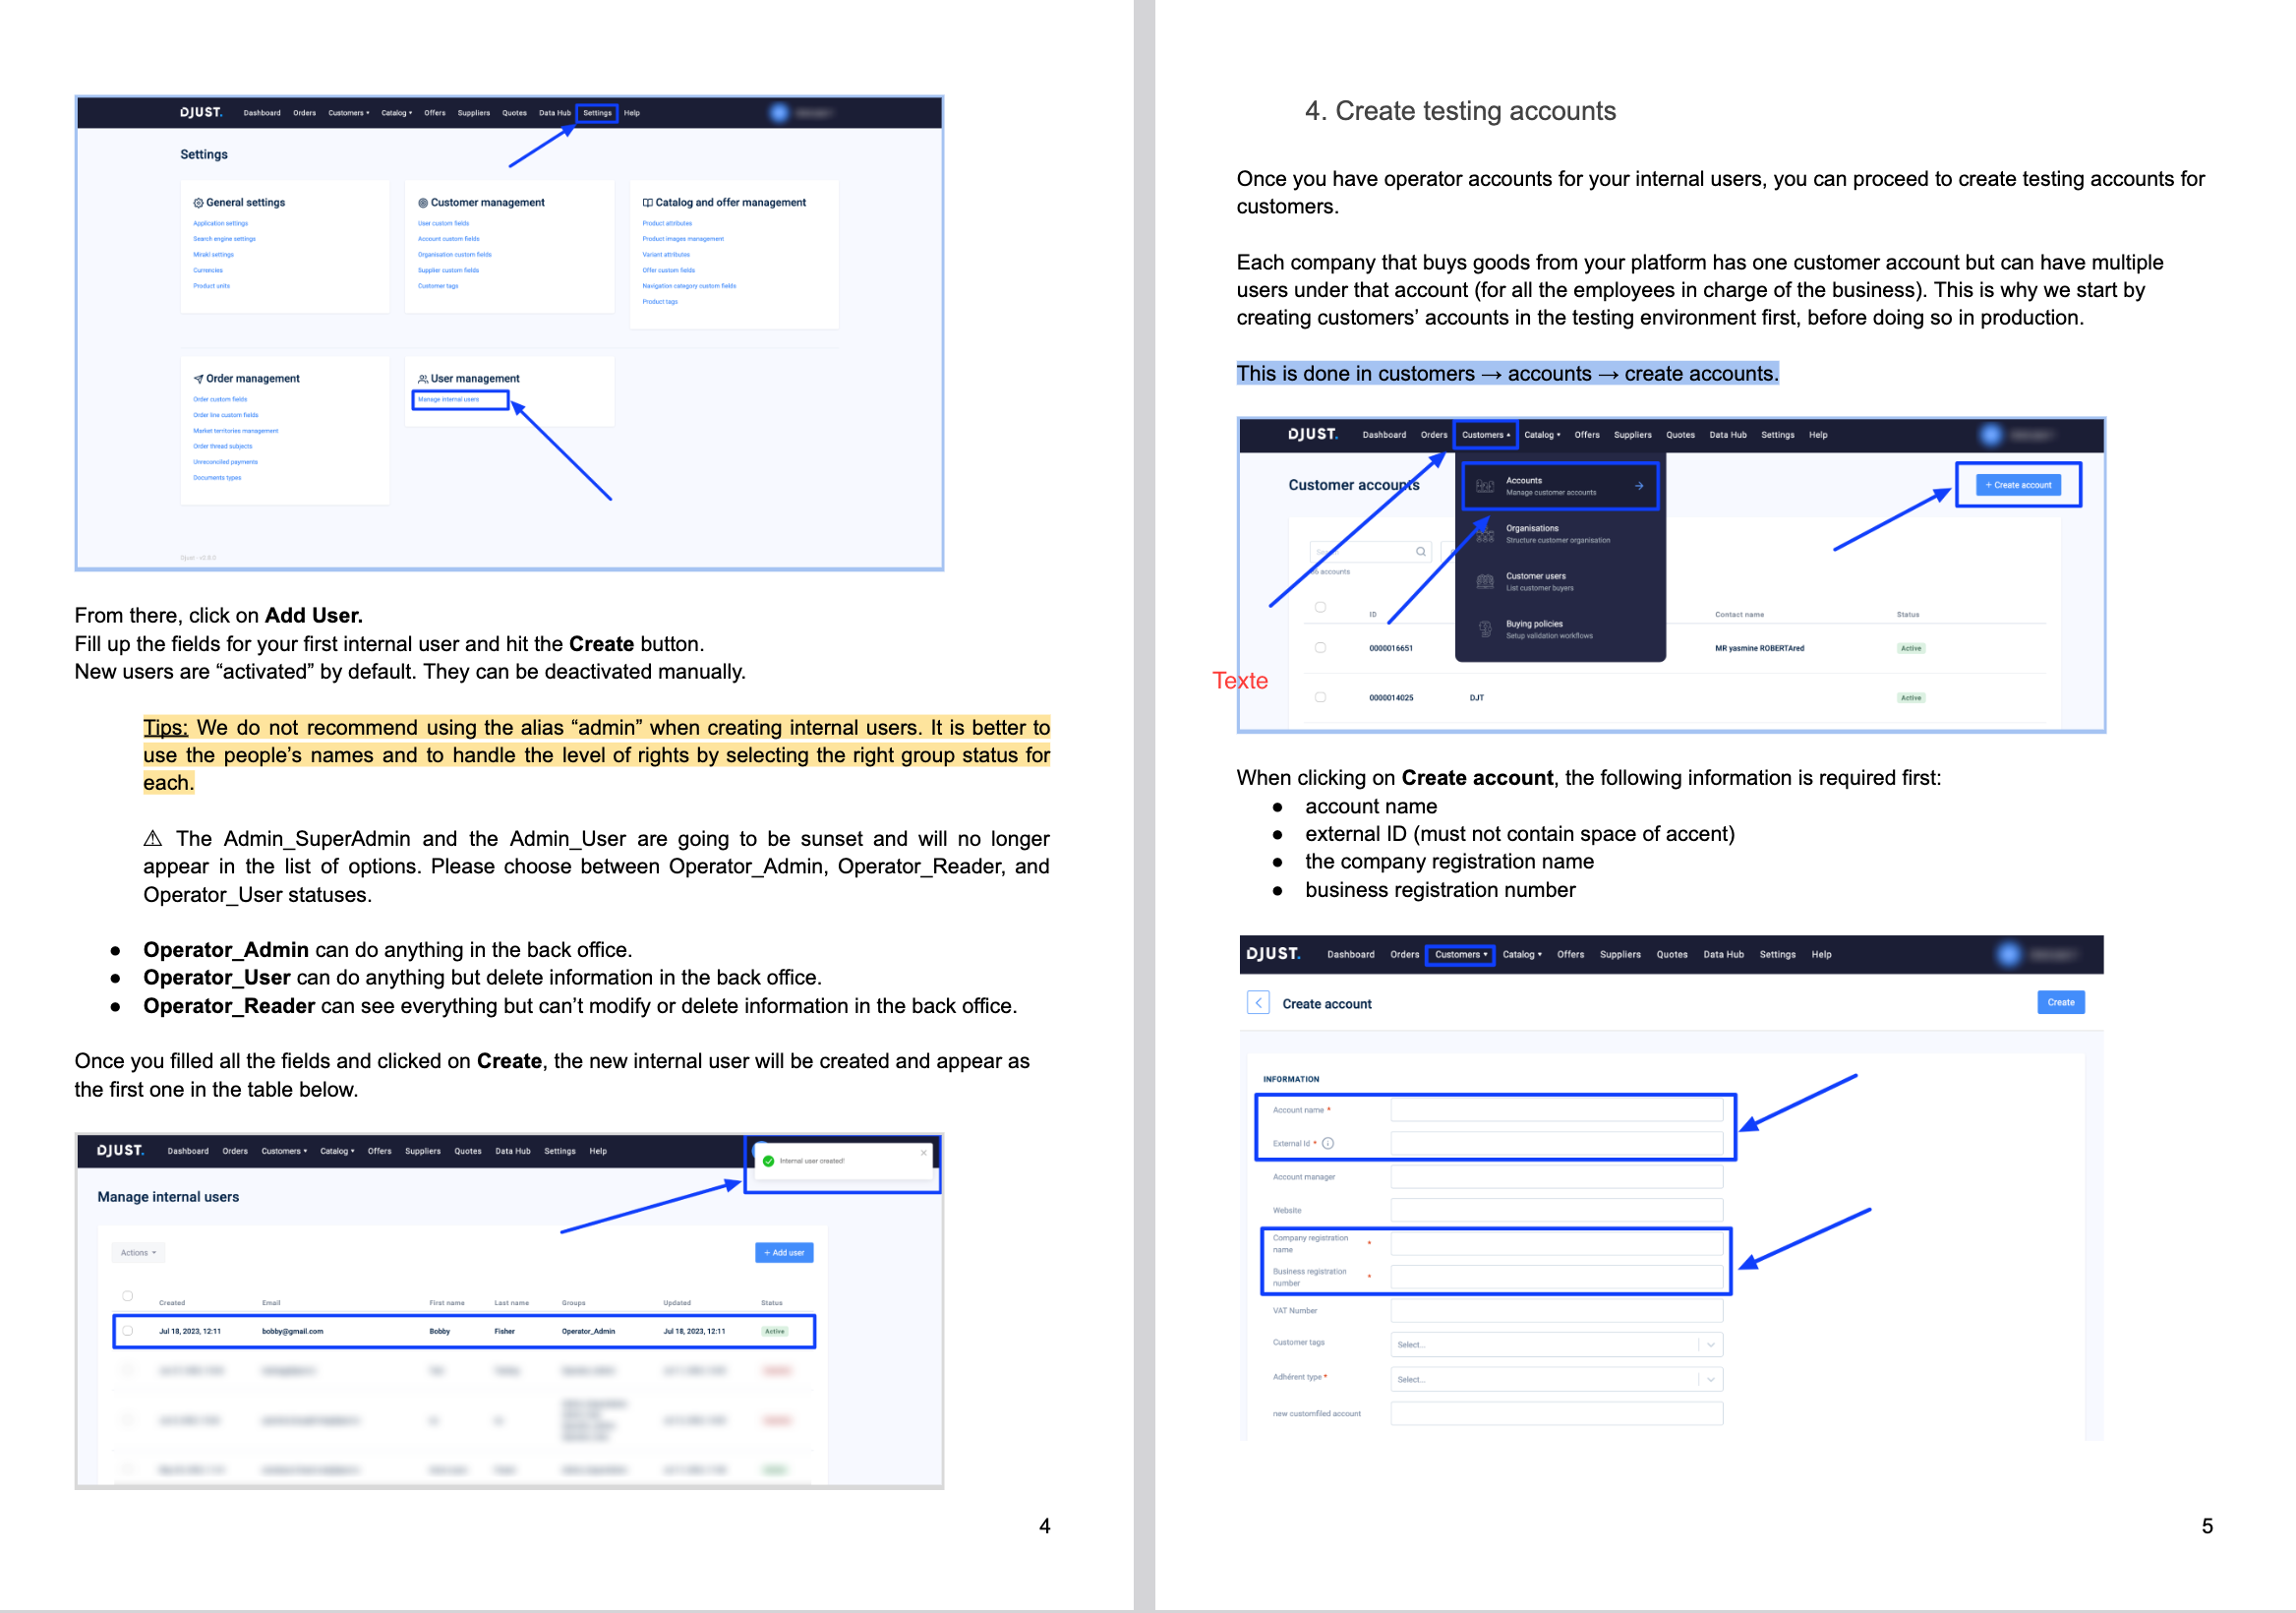 DJUST.
Dashboard Orders Customers Catalog Offers Suppliers Quotes Data Hub Settings Help
Settings
General settings
Application settings
Search engine settings
Mirakl settings
Currencies
Product units
Customer management
User custom fields
Account custom fields
Organisation custom fields
Supplier custom fields
Customer tags
Catalog and offer management
Product attributes
Product images management
Variant attributes
Offer custom fields
Navigation category custom fields
Product tags
Order management
Order custom fields
Order line custom fields
Market territories management
Order thread subjects
Unreconciled payments
Documents types
User management
Manage internal users
From there, click on Add User.
Fill up the fields for your first internal user and hit the Create button.
New users are “activated” by default. They can be deactivated manually.
Tips: We do not recommend using the alias “admin” when creating internal users. It is better to
use the people’s names and to handle the level of rights by selecting the right group status for
each.
⚠ The Admin_SuperAdmin and the Admin_User are going to be sunset and will no longer
appear in the list of options. Please choose between Operator_Admin, Operator_Reader, and
Operator_User statuses.
● Operator_Admin can do anything in the back office.
● Operator_User can do anything but delete information in the back office.
● Operator_Reader can see everything but can’t modify or delete information in the back office.
Once you filled all the fields and clicked on Create, the new internal user will be created and appear as
the first one in the table below.
DJUST.
Dashboard Orders Customers Catalog Offers Suppliers Quotes Data Hub Settings Help
Internal user created!
Manage internal users
Actions
+ Add user
Created Email First name Last name Groups Updated Status
Jul 18, 2023, 12:11 bobby@gmail.com Bobby Fisher Operator_Admin Jul 18, 2023, 12:11 Active
4
4. Create testing accounts
Once you have operator accounts for your internal users, you can proceed to create testing accounts for
customers.
Each company that buys goods from your platform has one customer account but can have multiple
users under that account (for all the employees in charge of the business). This is why we start by
creating customers’ accounts in the testing environment first, before doing so in production.
This is done in customers → accounts → create accounts.
DJUST.
Dashboard Orders Customers Catalog Offers Suppliers Quotes Data Hub Settings Help
Customer accounts
+ Create account
Accounts
Manage customer accounts
Organisations
Structure customer organisation
Customer users
List customer buyers
Buying policies
Setup validation workflows
accounts
ID Contact name Status
0000016651 MR yasmine ROBERTAred Active
0000014025 DJT Active
Texte
When clicking on Create account, the following information is required first:
● account name
● external ID (must not contain space of accent)
● the company registration name
● business registration number
DJUST.
Dashboard Orders Customers Catalog Offers Suppliers Quotes Data Hub Settings Help
Create account
Create
INFORMATION
Account name *
External Id *
Account manager
Website
Company registration
name *
Business registration
number *
VAT Number
Customer tags Select...
Adhérent type * Select...
new customfiled account
5